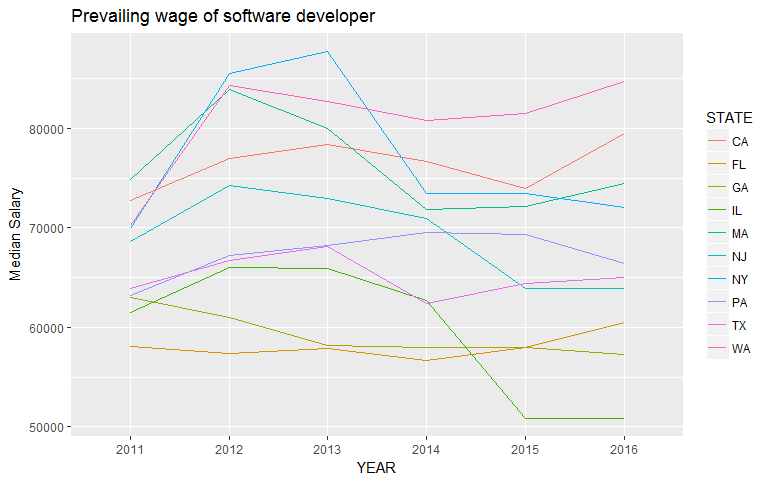 Prevailing wage of software developer
Median Salary
80000
70000
60000
50000
2011 2012 2013 2014 2015 2016
YEAR
STATE
CA
FL
GA
IL
MA
NJ
NY
PA
TX
WA